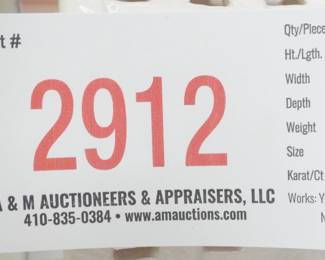 t #
Qty/Piece
Ht./Lgth.
Width
2912
Depth
Weight
Size
Karat/Ct
& M AUCTIONEERS & APPRAISERS, LLC
Works: Y
410-835-0384 • www.amauctions.com
N